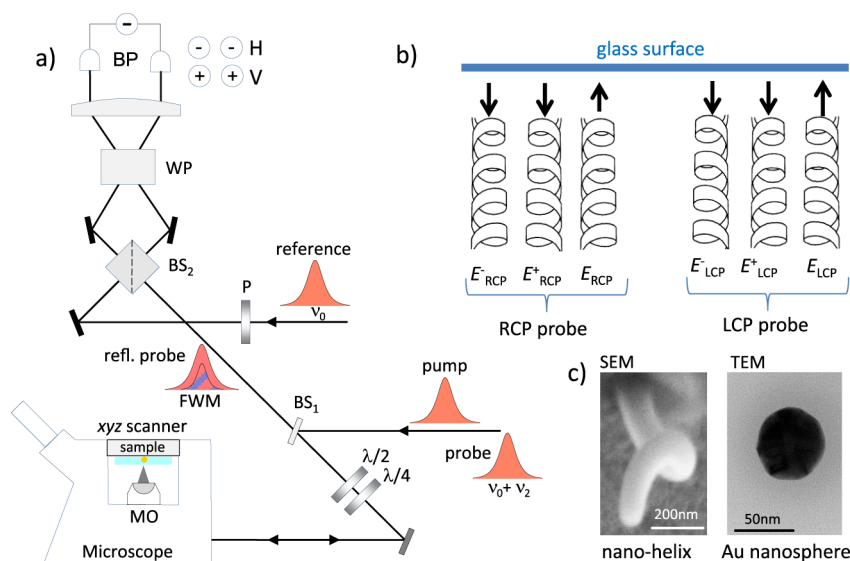 a)
BP
-
- - H
+ + V
WP
BS₂
reference
P
ν₀
refl. probe
FWM
BS₁
pump
probe
ν₀+ ν₂
xyz scanner
sample
MO
Microscope
λ/2
λ/4
b)
glass surface
E⁻RCP E⁺RCP ERCP
E⁻LCP E⁺LCP ELCP
RCP probe
LCP probe
c)
SEM
TEM
200nm
50nm
nano-helix
Au nanosphere